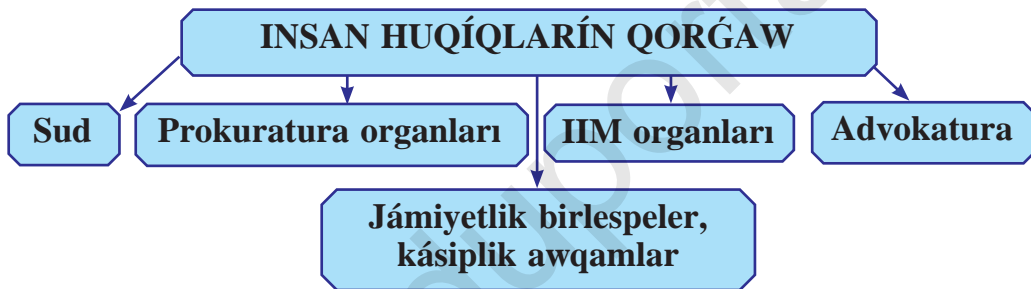 INSAN HUQÍQLARÍN QORǴAW
Sud
Prokuratura organları
IIM organları
Advokatura
Jámiyetlik birlespeler,
kásiplik awqamlar